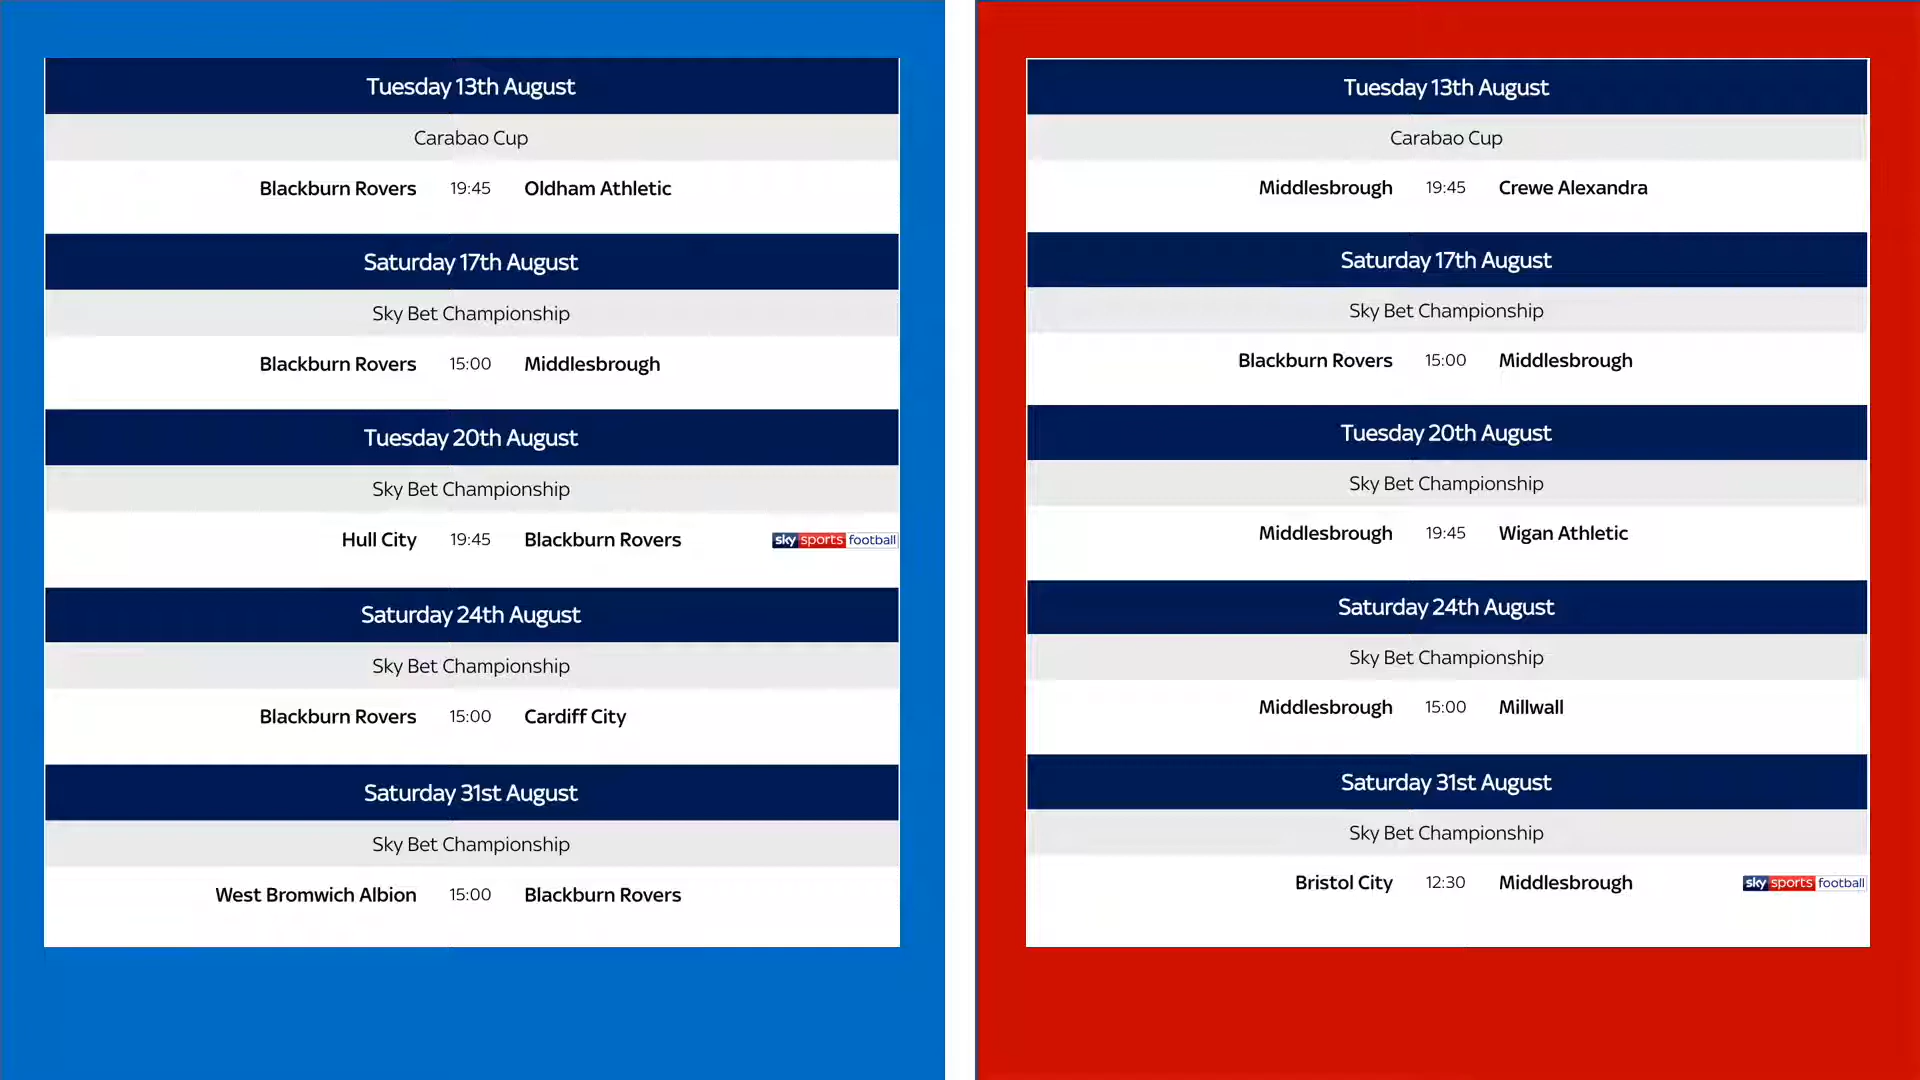 Tuesday 13th August
Carabao Cup
Blackburn Rovers 19:45 Oldham Athletic
Saturday 17th August
Sky Bet Championship
Blackburn Rovers 15:00 Middlesbrough
Tuesday 20th August
Sky Bet Championship
Hull City 19:45 Blackburn Rovers sky sports football
Saturday 24th August
Sky Bet Championship
Blackburn Rovers 15:00 Cardiff City
Saturday 31st August
Sky Bet Championship
West Bromwich Albion 15:00 Blackburn Rovers
Tuesday 13th August
Carabao Cup
Middlesbrough 19:45 Crewe Alexandra
Saturday 17th August
Sky Bet Championship
Blackburn Rovers 15:00 Middlesbrough
Tuesday 20th August
Sky Bet Championship
Middlesbrough 19:45 Wigan Athletic
Saturday 24th August
Sky Bet Championship
Middlesbrough 15:00 Millwall
Saturday 31st August
Sky Bet Championship
Bristol City 12:30 Middlesbrough sky sports football